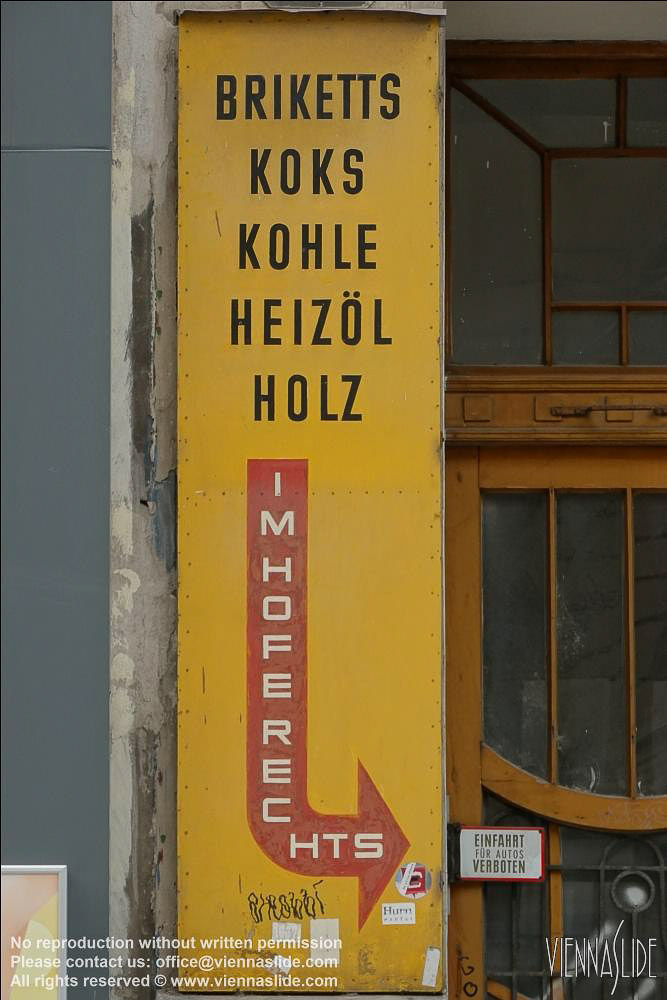 BRIKETTS
KOKS
KOHLE
HEIZÖL
HOLZ
IM HOFE RECHTS
EINFAHRT
FÜR AUTOS
VERBOTEN
No reproduction without written permission
Please contact us: office@viennaslide.com
All rights reserved © www.viennaslide.com
VIENNASLIDE